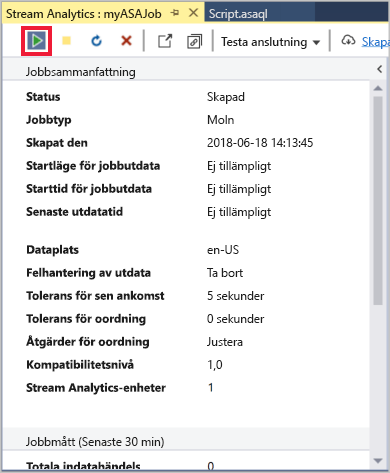 Stream Analytics : myASAJob Script.asaql
Testa anslutning Skapa
Jobbsammanfattning
Status Skapad
Jobbtyp Moln
Skapat den 2018-06-18 14:13:45
Startläge för jobbutdata Ej tillämpligt
Starttid för jobbutdata Ej tillämpligt
Senaste utdatatid Ej tillämpligt
Dataplats en-US
Felhantering av utdata Ta bort
Tolerans för sen ankomst 5 sekunder
Tolerans för oordning 0 sekunder
Åtgärder för oordning Justera
Kompatibilitetsnivå 1,0
Stream Analytics-enheter 1
Jobbmått (Senaste 30 min)
Totala indatahändels 0